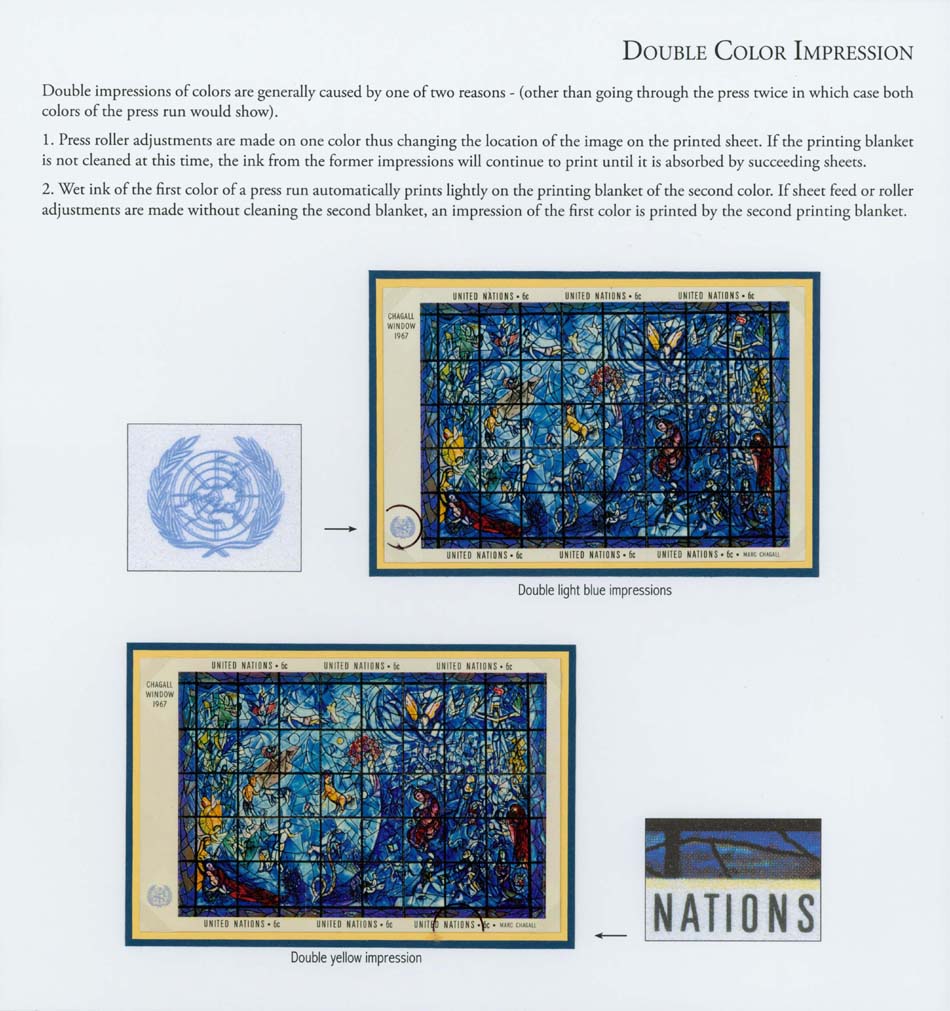 DOUBLE COLOR IMPRESSION
Double impressions of colors are generally caused by one of two reasons - (other than going through the press twice in which case both
colors of the press run would show).
1. Press roller adjustments are made on one color thus changing the location of the image on the printed sheet. If the printing blanket
is not cleaned at this time, the ink from the former impressions will continue to print until it is absorbed by succeeding sheets.
2. Wet ink of the first color of a press run automatically prints lightly on the printing blanket of the second color. If sheet feed or roller
adjustments are made without cleaning the second blanket, an impression of the first color is printed by the second printing blanket.
UNITED NATIONS • 6c UNITED NATIONS • 6c UNITED NATIONS • 6c
CHAGALL
WINDOW
1967
UNITED NATIONS • 6c UNITED NATIONS • 6c UNITED NATIONS • 6c • MARC CHAGALL
Double light blue impressions
UNITED NATIONS • 6c UNITED NATIONS • 6c UNITED NATIONS • 6c
CHAGALL
WINDOW
1967
UNITED NATIONS • 6c UNITED NATIONS • 6c UNITED NATIONS • 6c • MARC CHAGALL
NATIONS
Double yellow impression